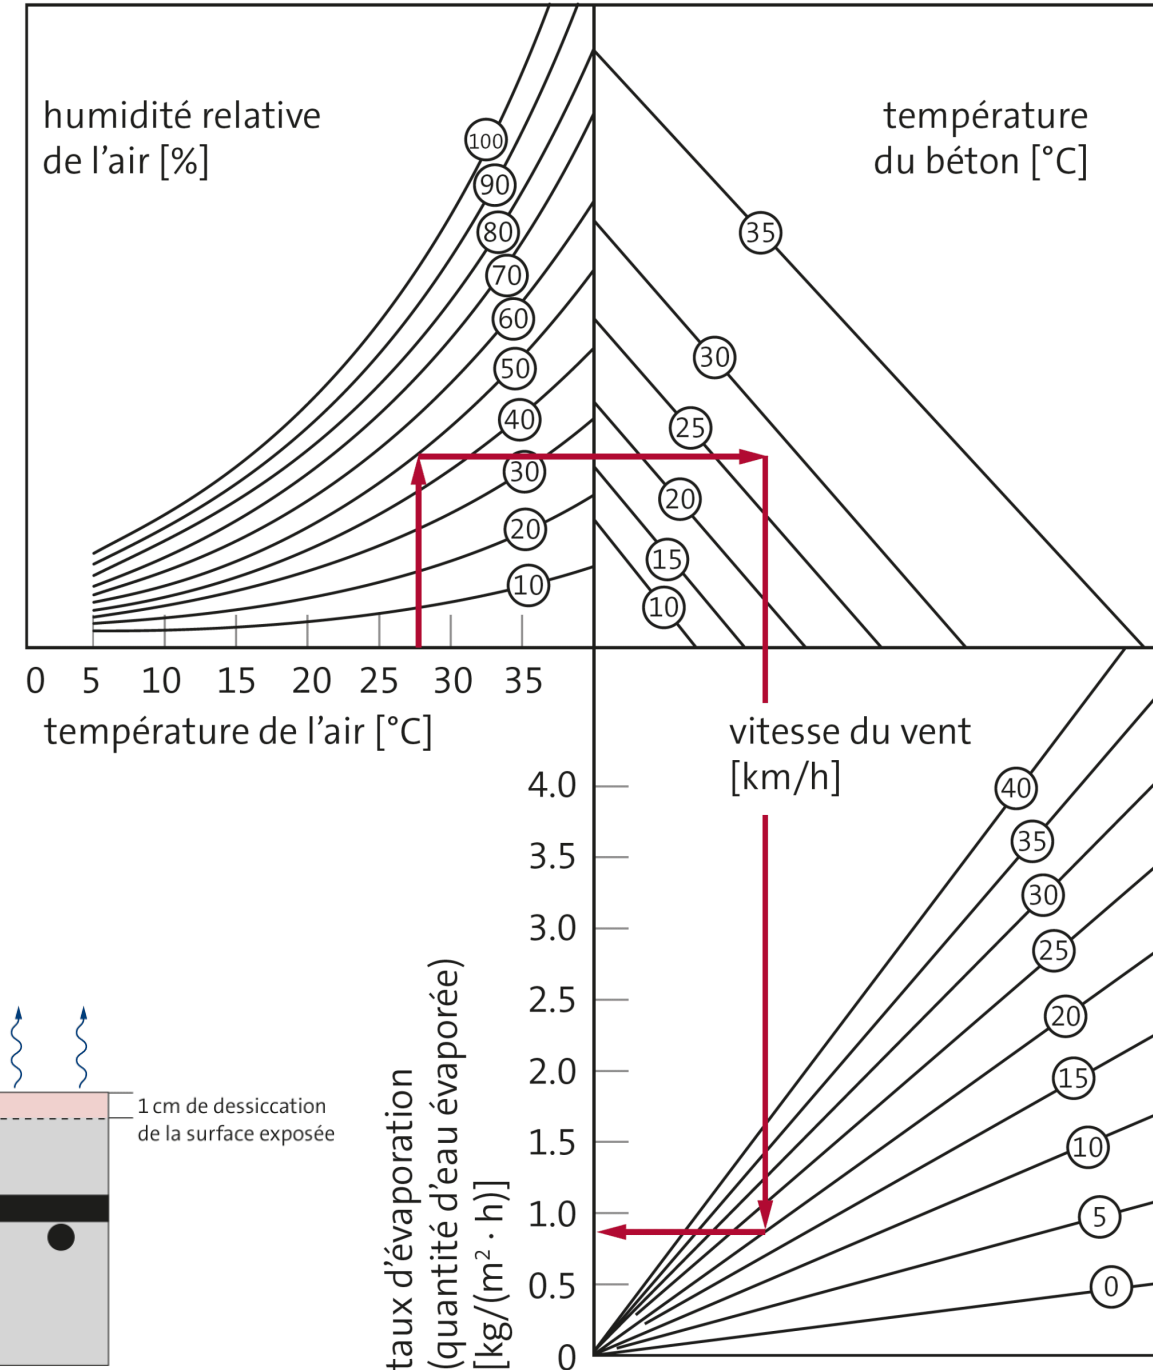 humidité relative
de l'air [%]
100
90
80
70
60
50
40
30
20
10
température
du béton [°C]
35
30
25
20
15
10
0 5 10 15 20 25 30 35
température de l'air [°C]
vitesse du vent
[km/h]
40
35
30
25
20
15
10
5
0
4.0
3.5
3.0
2.5
2.0
1.5
1.0
0.5
0
taux d'évaporation
(quantité d'eau évaporée)
[kg/(m² · h)]
1 cm de dessiccation
de la surface exposée